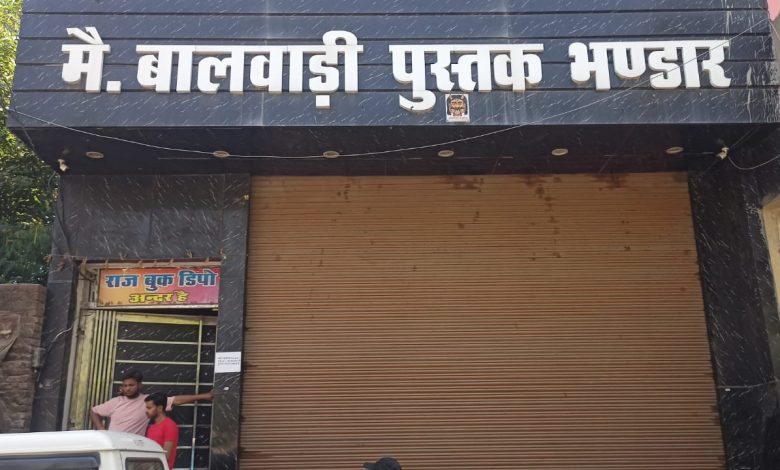 मै. बालवाड़ी पुस्तक भण्डार
राज बुक डिपो
अन्दर है